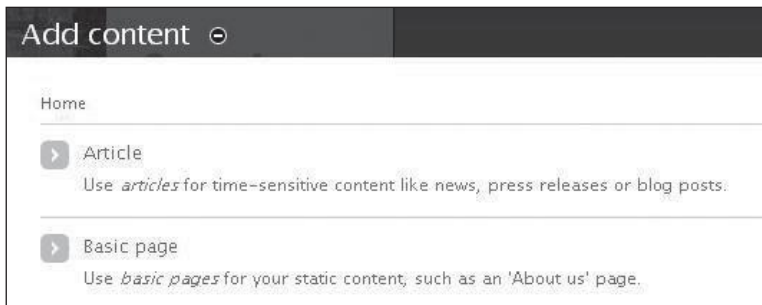 Add content
Home
Article
Use articles for time-sensitive content like news, press releases or blog posts.
Basic page
Use basic pages for your static content, such as an 'About us' page.